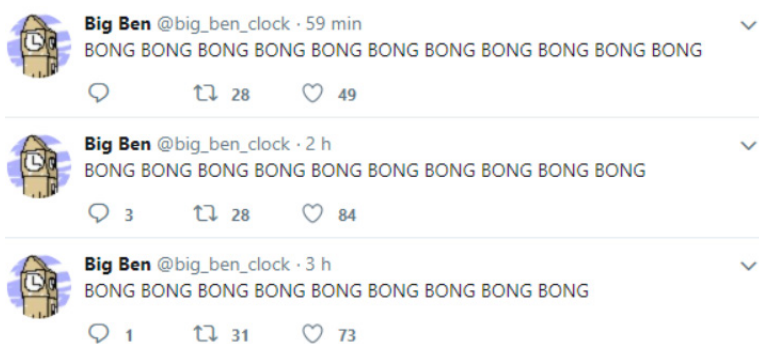 Big Ben @big_ben_clock · 59 min
BONG BONG BONG BONG BONG BONG BONG BONG BONG BONG BONG
28 49
Big Ben @big_ben_clock · 2 h
BONG BONG BONG BONG BONG BONG BONG BONG BONG BONG
3 28 84
Big Ben @big_ben_clock · 3 h
BONG BONG BONG BONG BONG BONG BONG BONG BONG
1 31 73